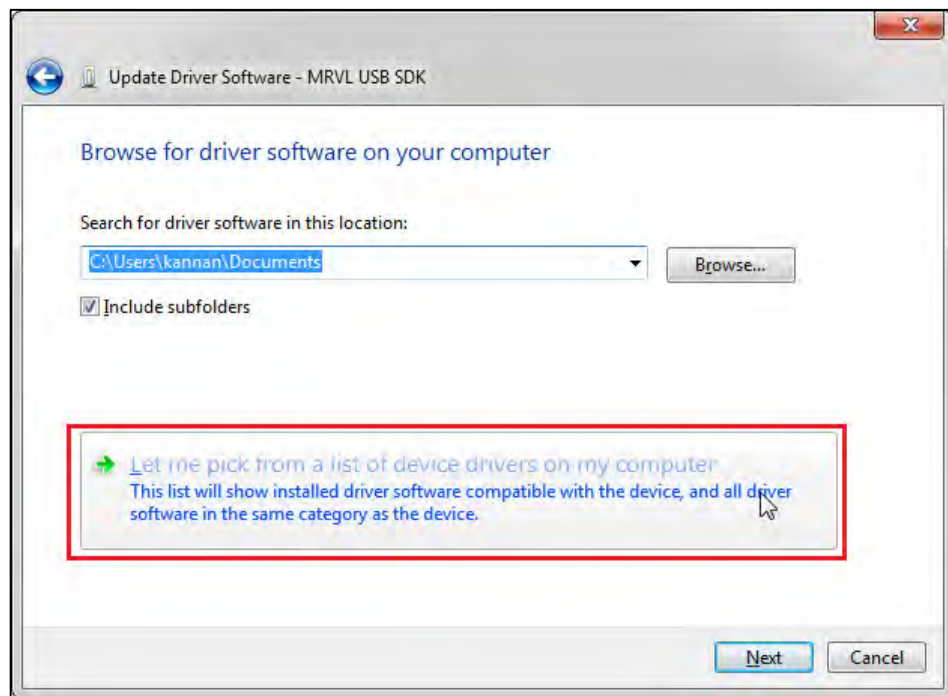 Update Driver Software - MRVL USB SDK
Browse for driver software on your computer
Search for driver software in this location:
C:\Users\kannan\Documents
Browse...
Include subfolders
Let me pick from a list of device drivers on my computer
This list will show installed driver software compatible with the device, and all driver
software in the same category as the device.
Next
Cancel